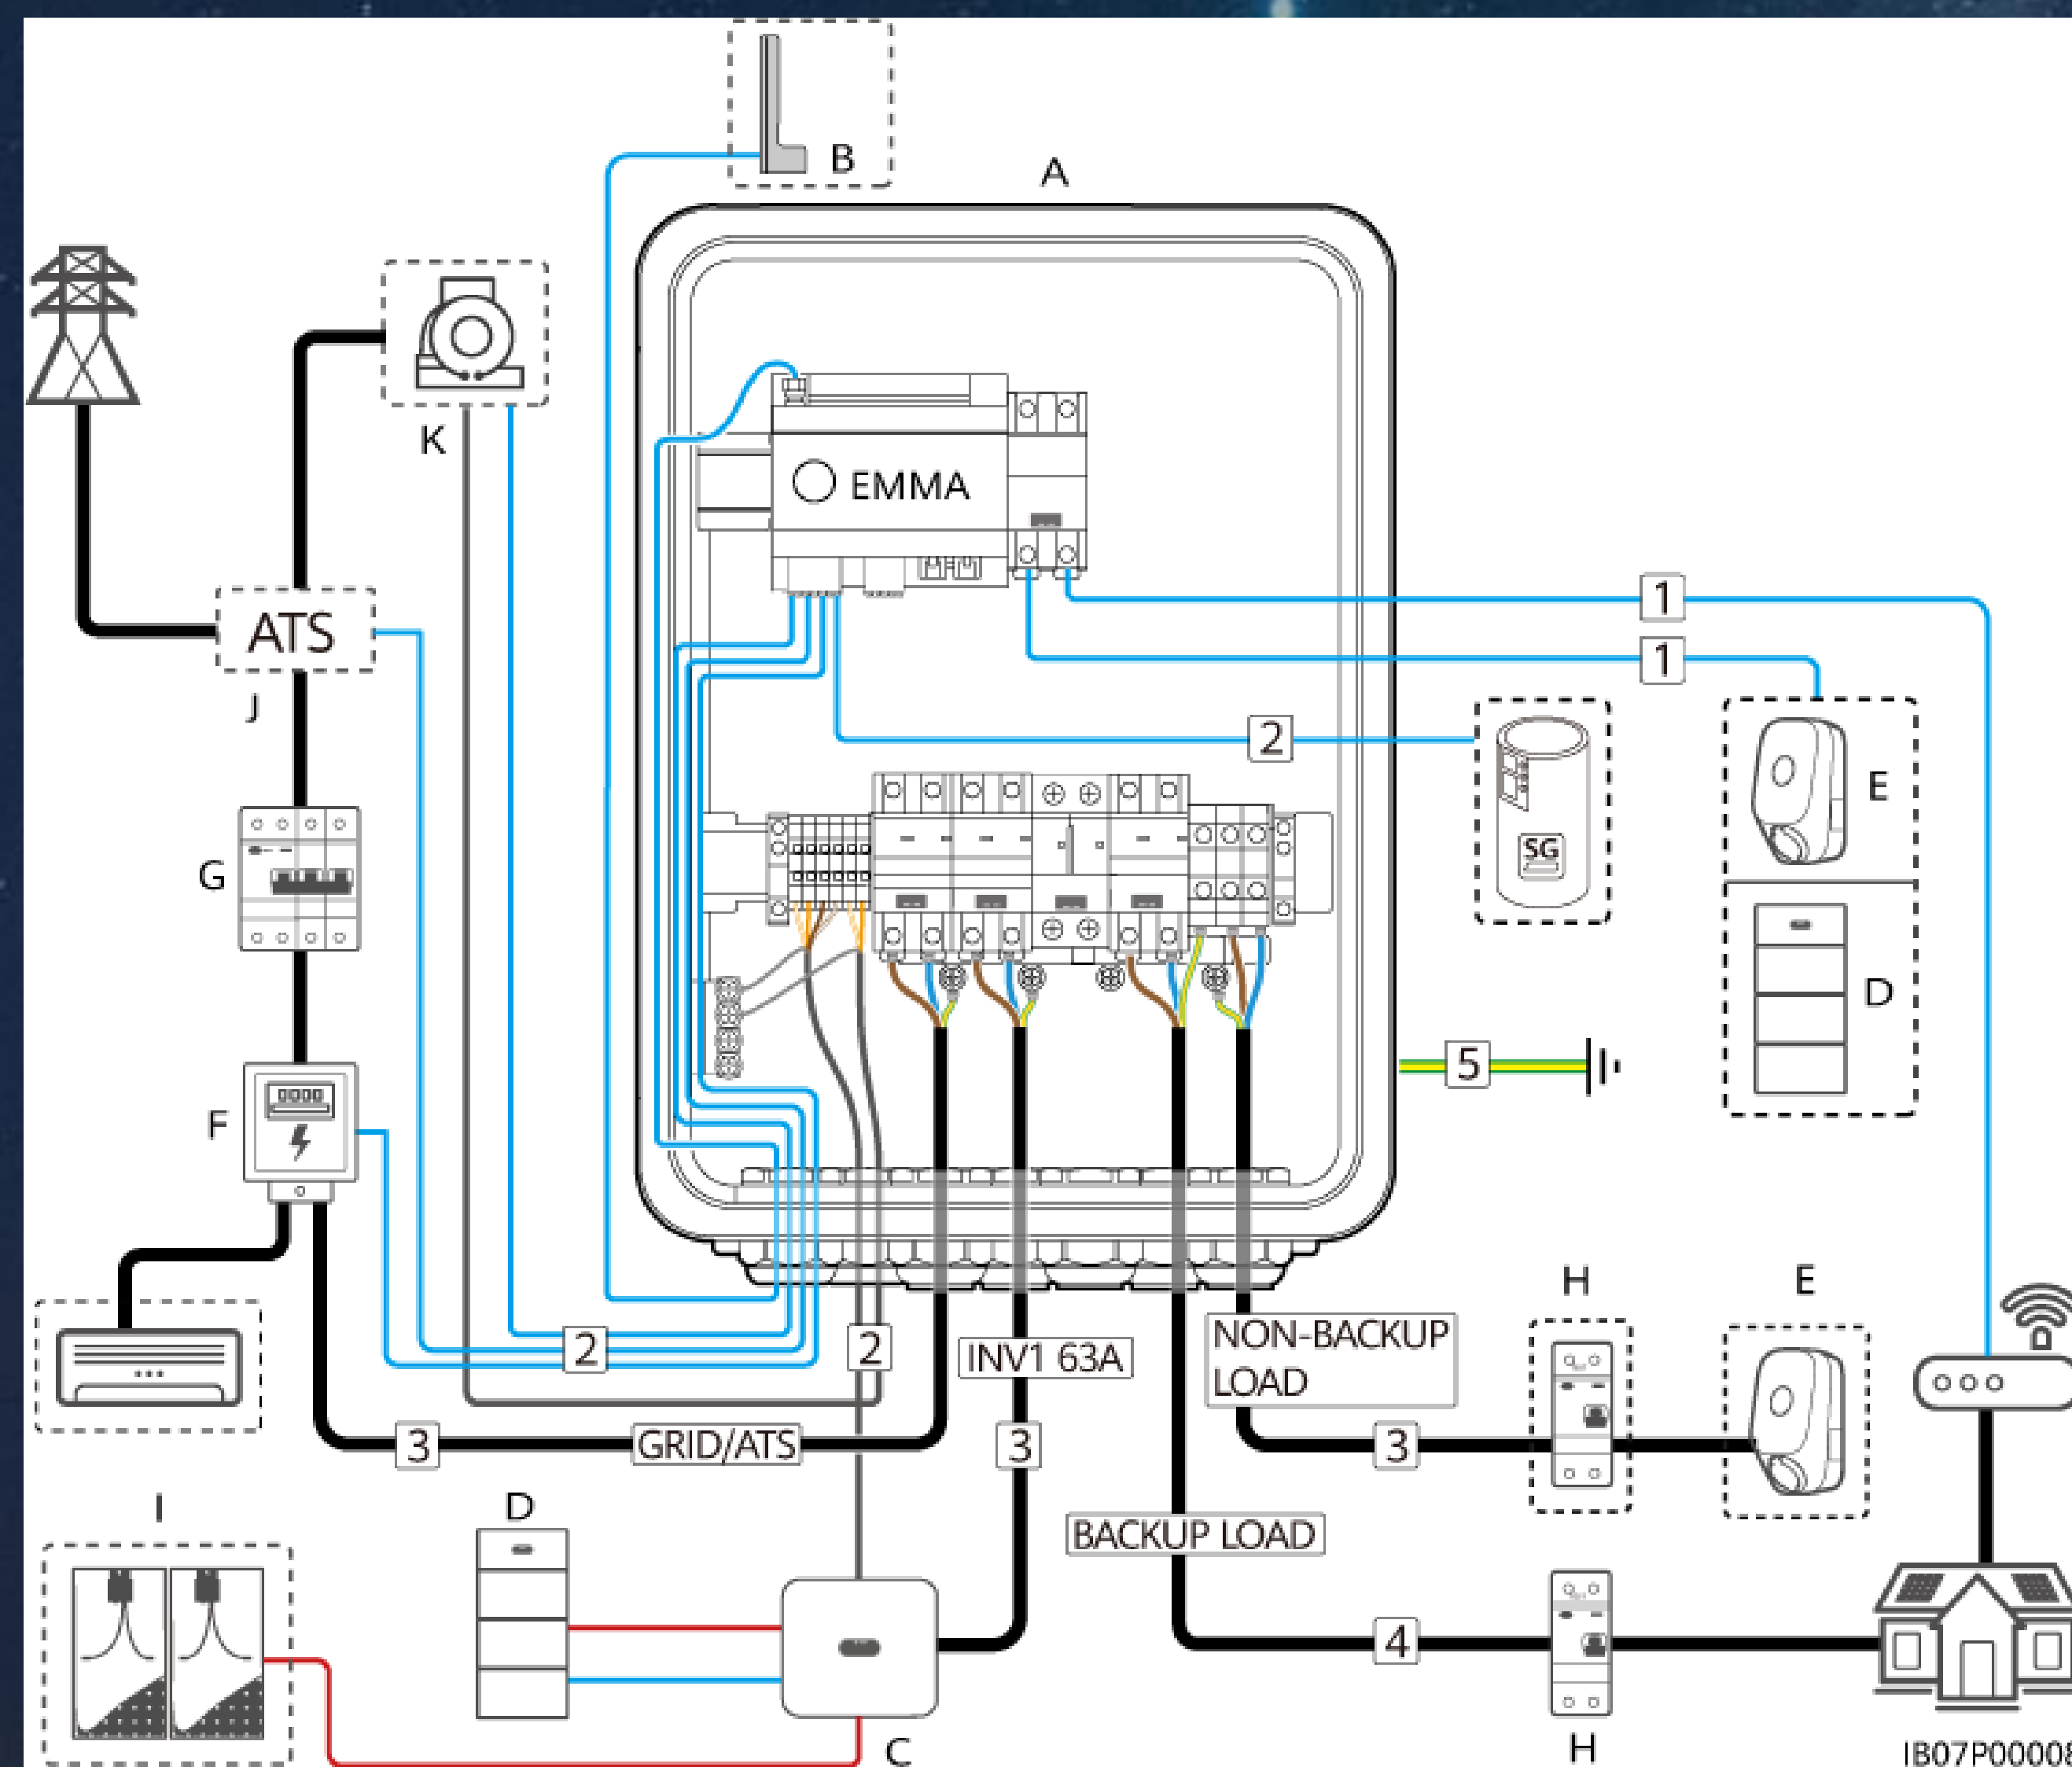 B
A
K
EMMA
1
ATS
1
J
2
E
G
SG
D
5
F
H
E
2
2
INV1 63A
NON-BACKUP
LOAD
3
GRID/ATS
3
3
I
D
BACKUP LOAD
4
C
H
IB07P00008